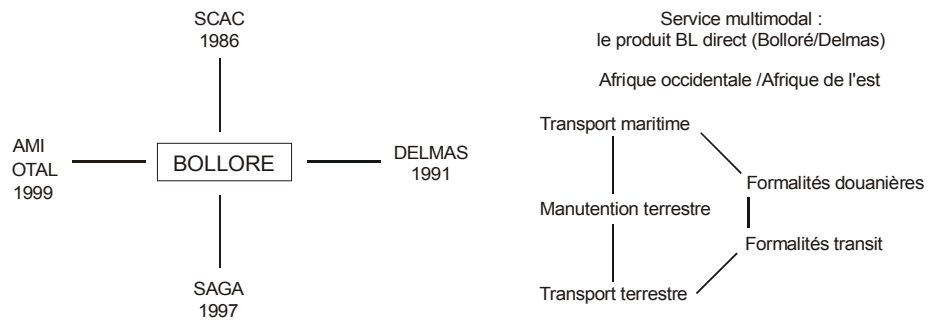 SCAC
1986
AMI
OTAL
1999
BOLLORE
DELMAS
1991
SAGA
1997
Service multimodal :
le produit BL direct (Bolloré/Delmas)
Afrique occidentale /Afrique de l'est
Transport maritime
Formalités douanières
Manutention terrestre
Formalités transit
Transport terrestre